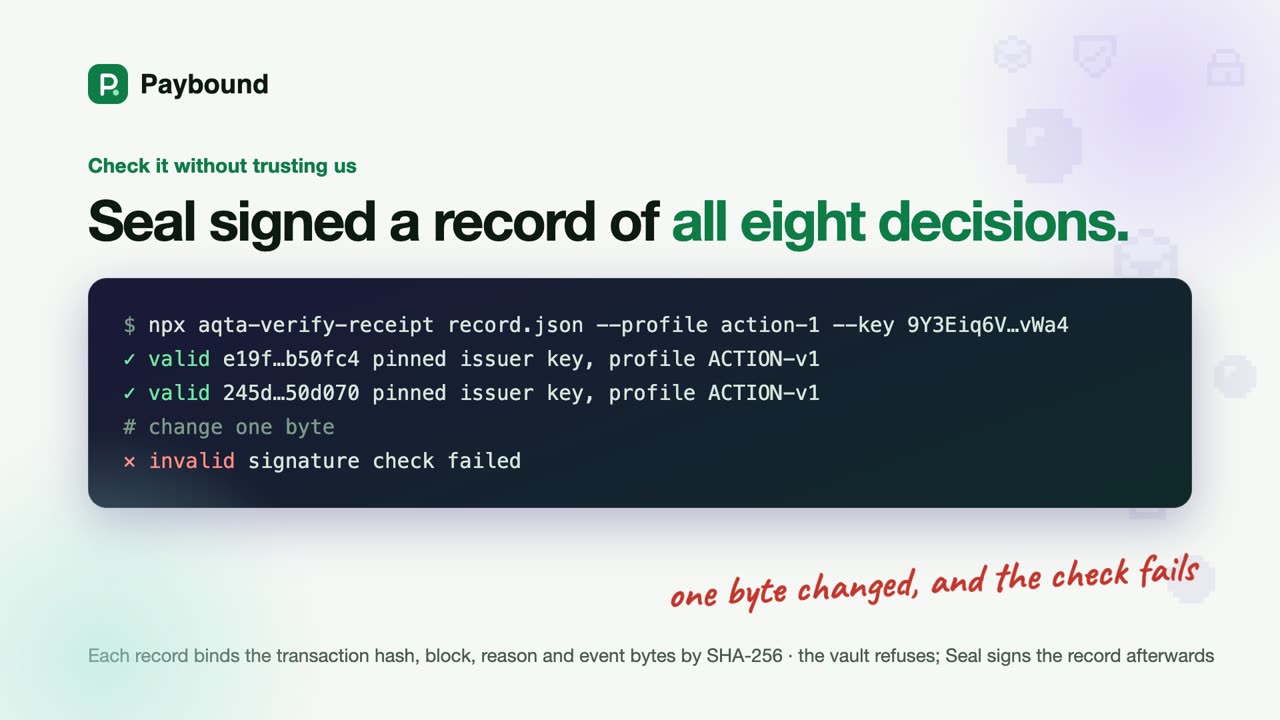 Paybound
Check it without trusting us
Seal signed a record of all eight decisions.
$ npx aqta-verify-receipt record.json --profile action-1 --key 9Y3Eiq6V…vWa4
✓ valid e19f…b50fc4 pinned issuer key, profile ACTION-v1
✓ valid 245d…50d070 pinned issuer key, profile ACTION-v1
# change one byte
× invalid signature check failed
one byte changed, and the check fails
Each record binds the transaction hash, block, reason and event bytes by SHA-256 · the vault refuses; Seal signs the record afterwards